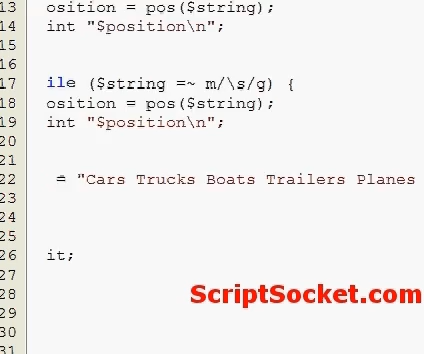 13 osition = pos($string);
14 int "$position\n";
15
16
17 ile ($string =~ m/\s/g) {
18 osition = pos($string);
19 int "$position\n";
20
21
22 = "Cars Trucks Boats Trailers Planes
23
24
25
26 it;
27
28
ScriptSocket.com
29
30
31